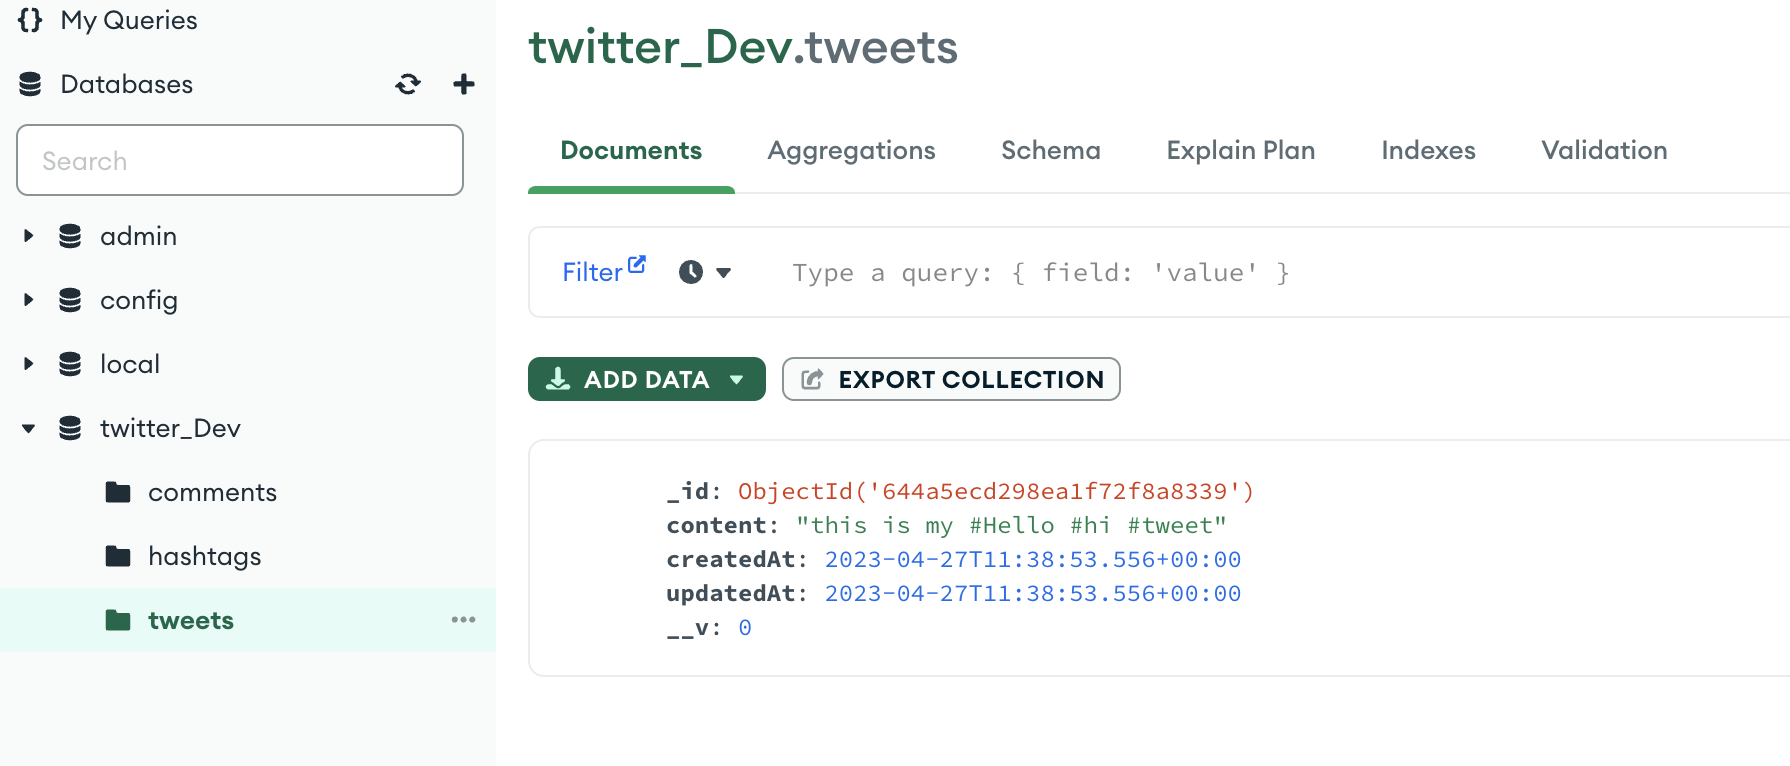 My Queries
Databases
Search
admin
config
local
twitter_Dev
comments
hashtags
tweets
twitter_Dev.tweets
Documents Aggregations Schema Explain Plan Indexes Validation
Filter Type a query: { field: 'value' }
ADD DATA EXPORT COLLECTION
_id: ObjectId('644a5ecd298ea1f72f8a8339')
content: "this is my #Hello #hi #tweet"
createdAt: 2023-04-27T11:38:53.556+00:00
updatedAt: 2023-04-27T11:38:53.556+00:00
__v: 0